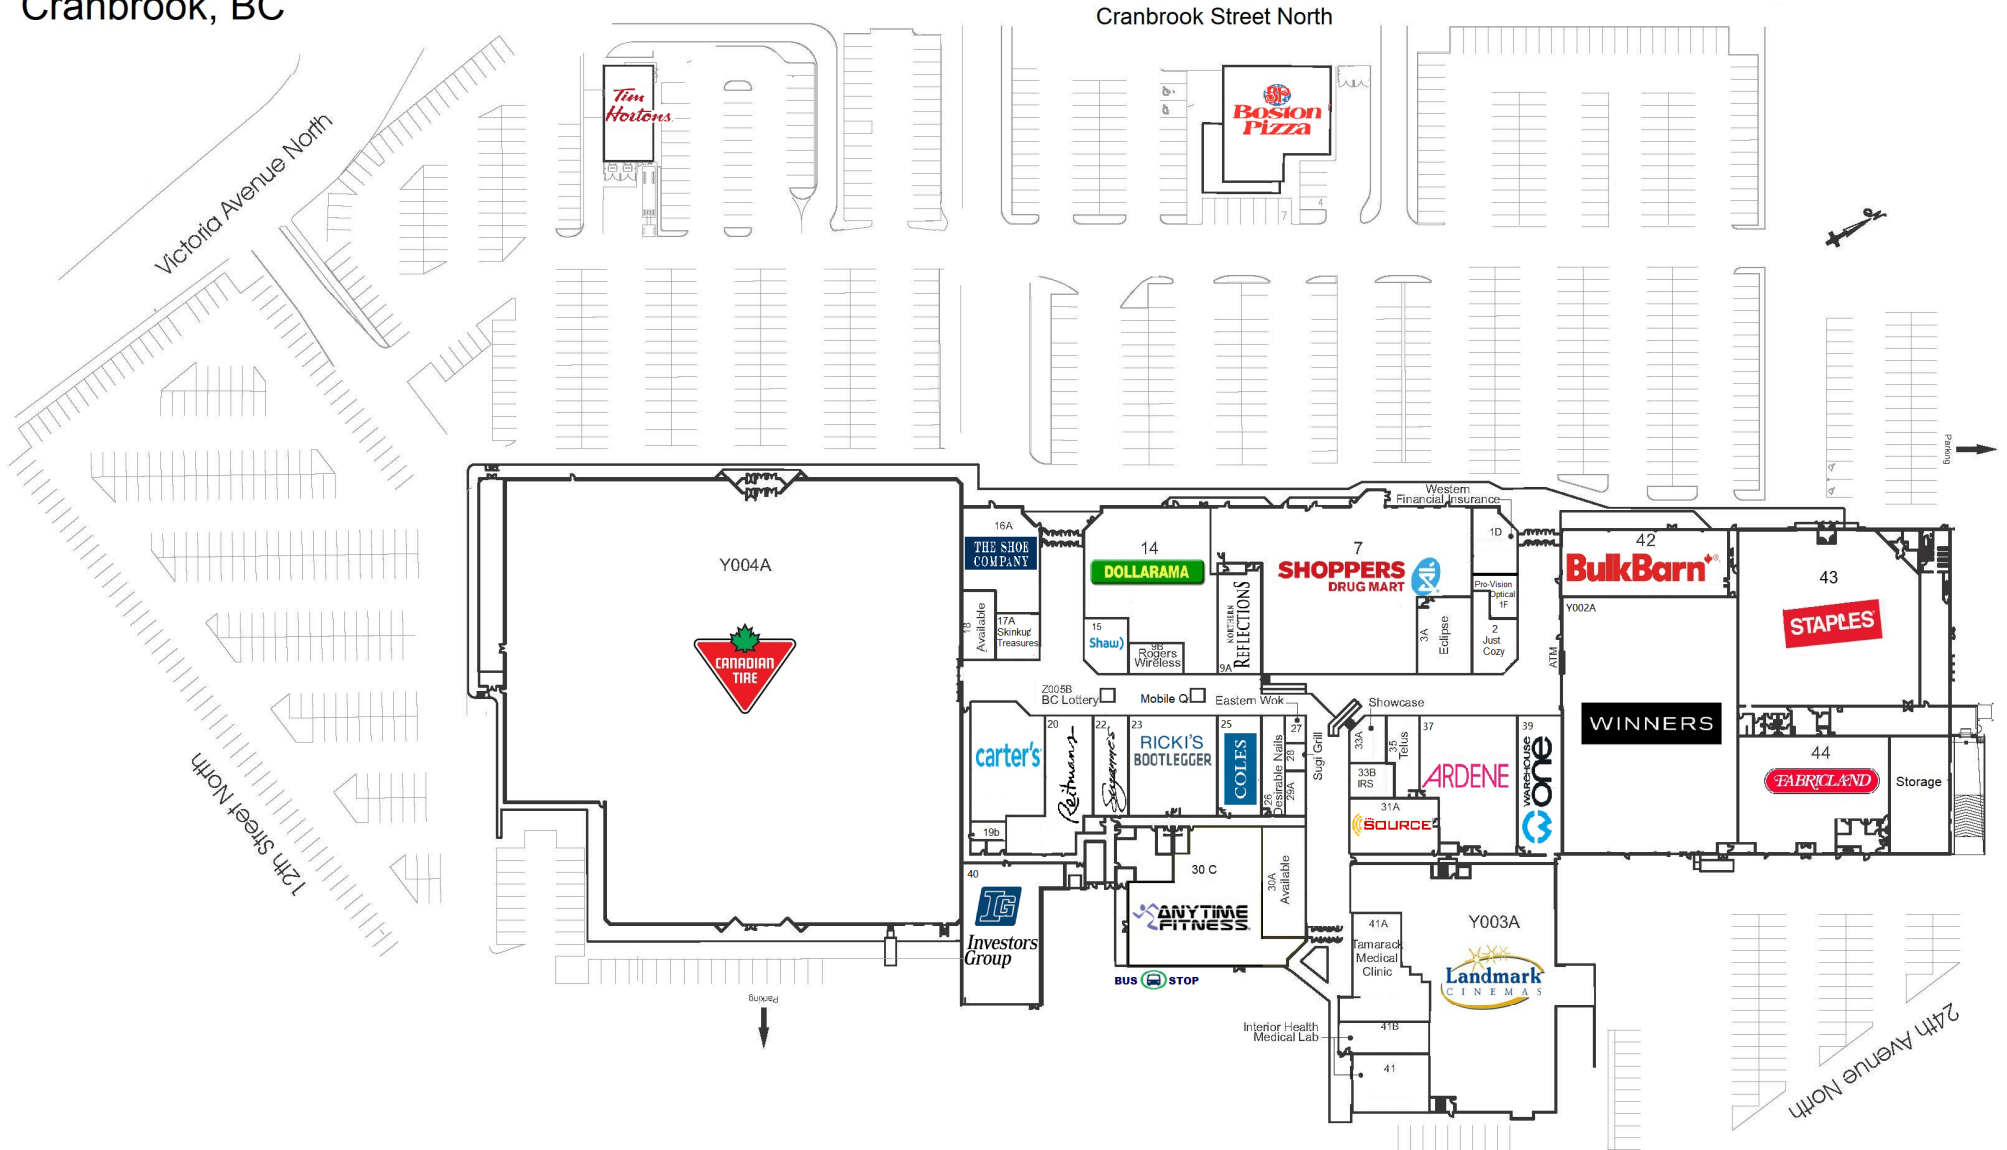 Cranbrook, BC
Cranbrook Street North
Victoria Avenue North
Tim
Hortons
BP
Boston
Pizza
4
7
Parking
12th Street North
Y004A
CANADIAN
TIRE
16A
THE SHOE
COMPANY
18
Available
17A
Skinkuz
Treasures
14
DOLLARAMA
15
Shaw)
9B
Rogers
Wireless
NORTHERN
REFLECTIONS
9A
7
SHOPPERS
DRUG MART
3A
Eclipse
Western
Financial Insurance
1D
Pro-Vision
Optical
1F
2
Just
Cozy
ATM
42
BulkBarn
Y002A
WINNERS
43
STAPLES
44
FABRICLAND
Storage
Z005B
BC Lottery
Mobile Q
Eastern Wok
Showcase
carter's
19b
20
Reitmans
22
Suzanne's
23
RICKI'S
BOOTLEGGER
25
COLES
26
Desirable Nails
27
28
29A
Sugi Grill
33A
35
Telus
33B
IRS
31A
THE SOURCE
37
ARDENE
39
WAREHOUSE
one
40
IG
Investors
Group
30 C
ANYTIME
FITNESS
30A
Available
BUS STOP
41A
Tamarack
Medical
Clinic
Y003A
Landmark
CINEMAS
Interior Health
Medical Lab
41B
41
Parking
24th Avenue North